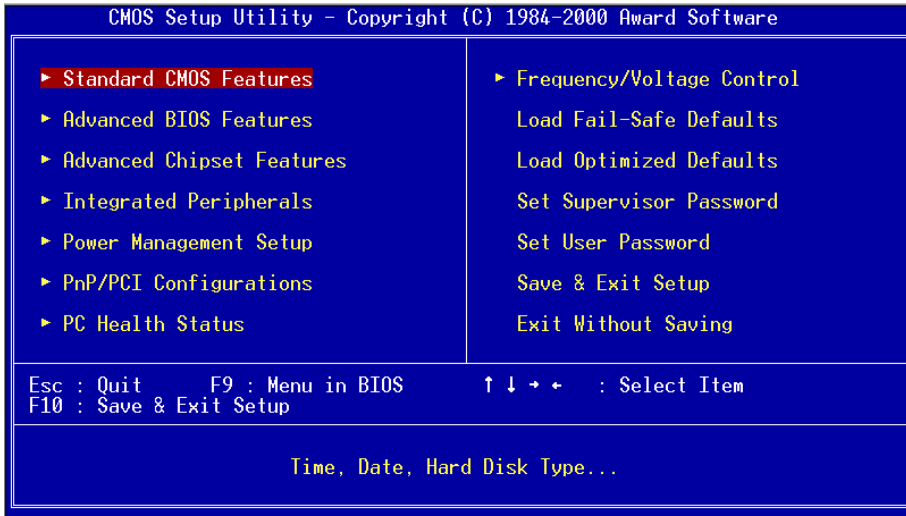 CMOS Setup Utility - Copyright (C) 1984-2000 Award Software
► Standard CMOS Features
► Advanced BIOS Features
► Advanced Chipset Features
► Integrated Peripherals
► Power Management Setup
► PnP/PCI Configurations
► PC Health Status
► Frequency/Voltage Control
Load Fail-Safe Defaults
Load Optimized Defaults
Set Supervisor Password
Set User Password
Save & Exit Setup
Exit Without Saving
Esc : Quit F9 : Menu in BIOS ↑ ↓ → ← : Select Item
F10 : Save & Exit Setup
Time, Date, Hard Disk Type...